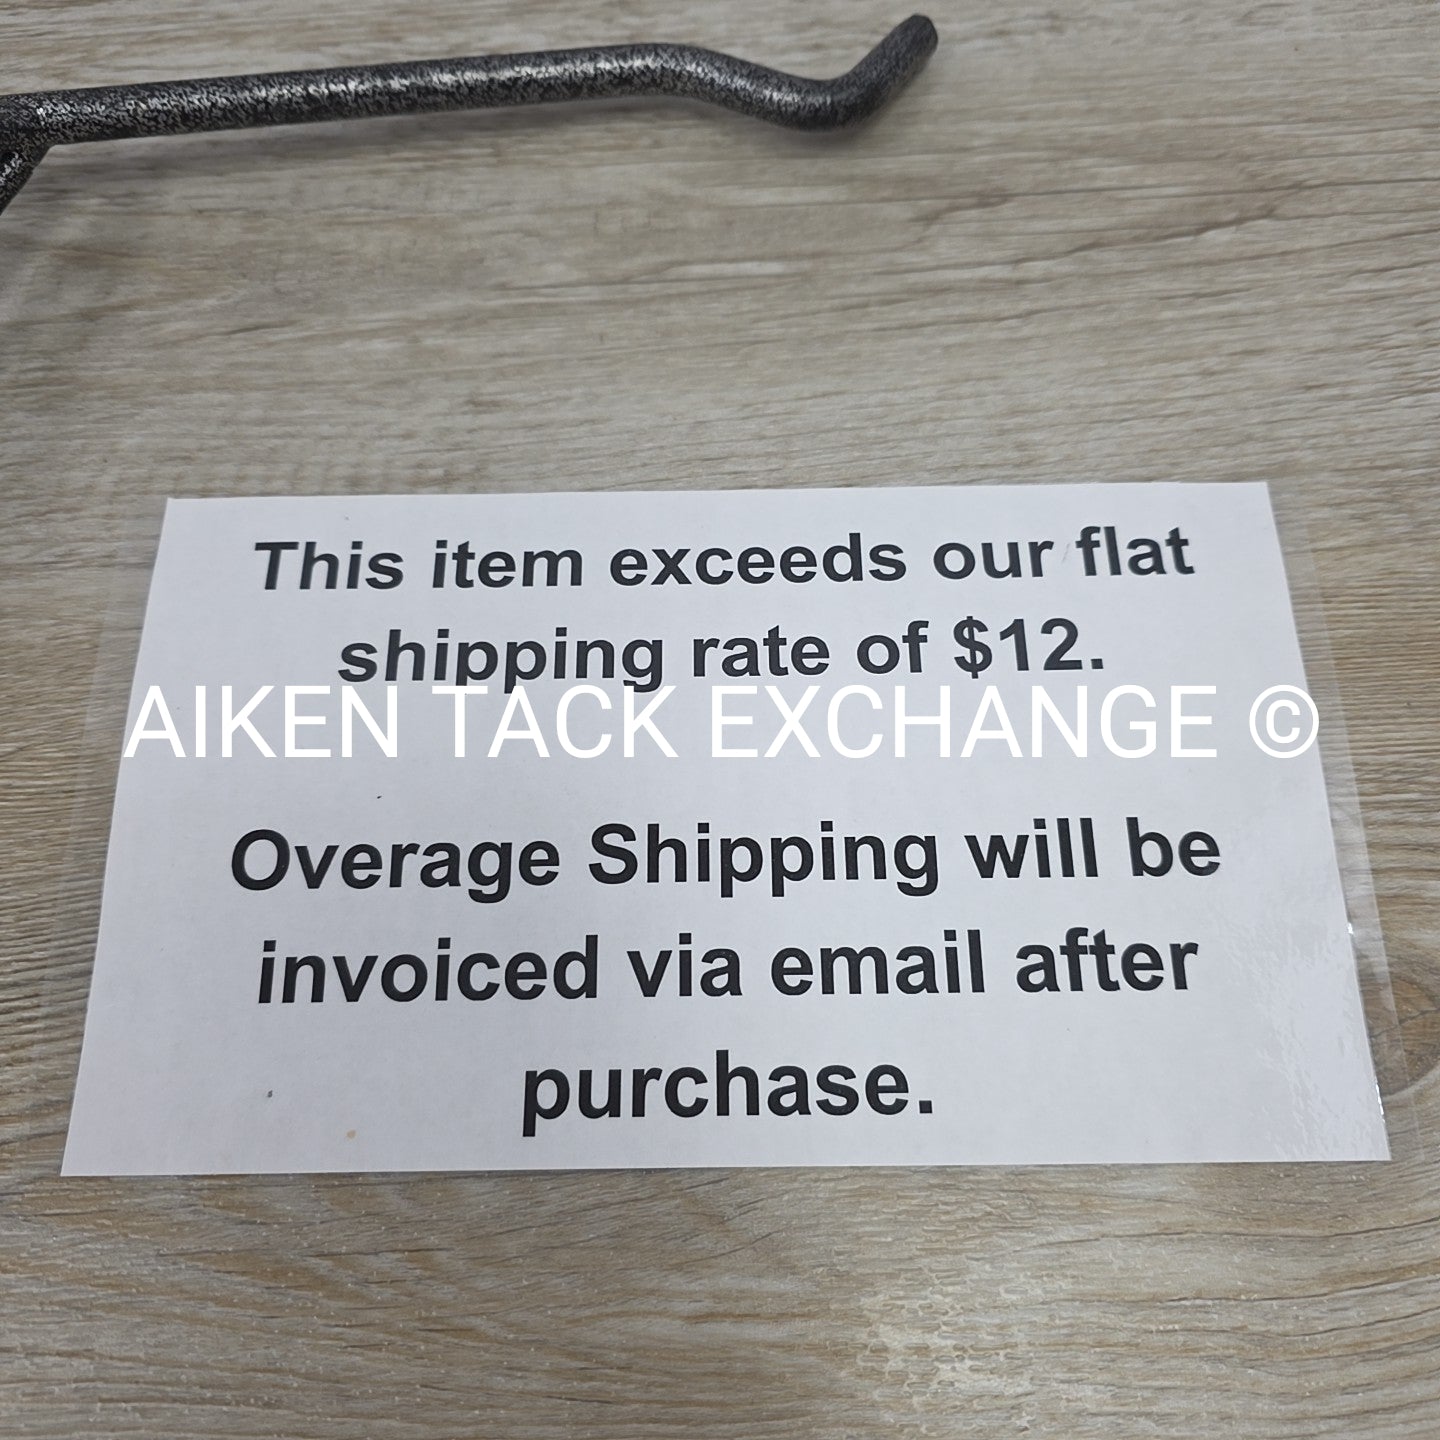 This item exceeds our flat
shipping rate of $12.
AIKEN TACK EXCHANGE ©
Overage Shipping will be
invoiced via email after
purchase.